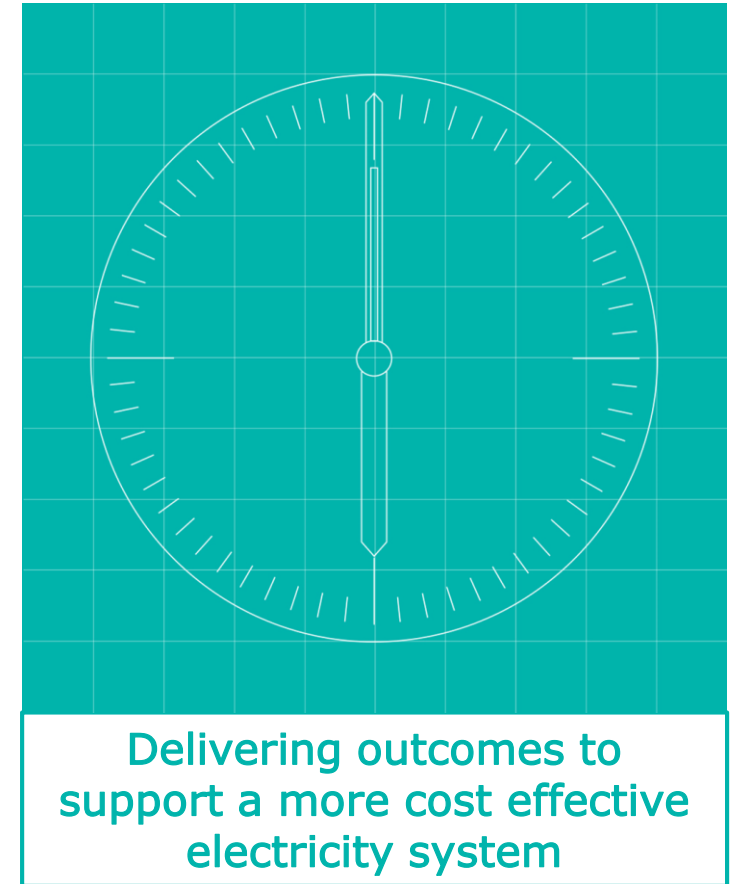 Delivering outcomes to
support a more cost effective
electricity system